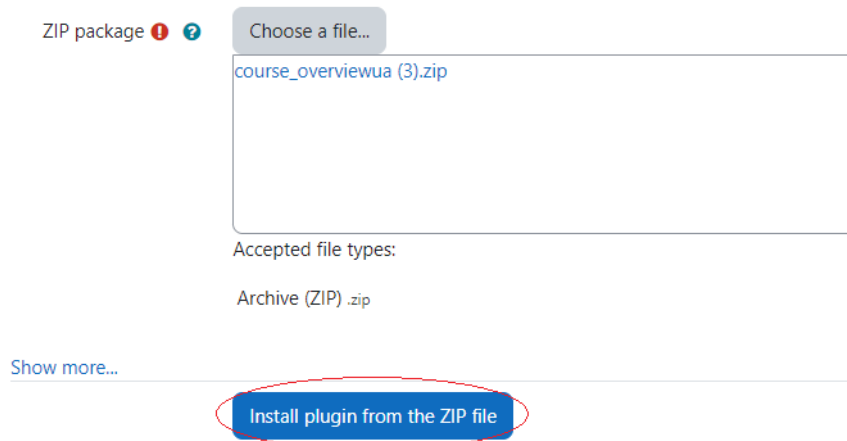 ZIP package
Choose a file...
course_overviewua (3).zip
Accepted file types:
Archive (ZIP) .zip
Show more...
Install plugin from the ZIP file